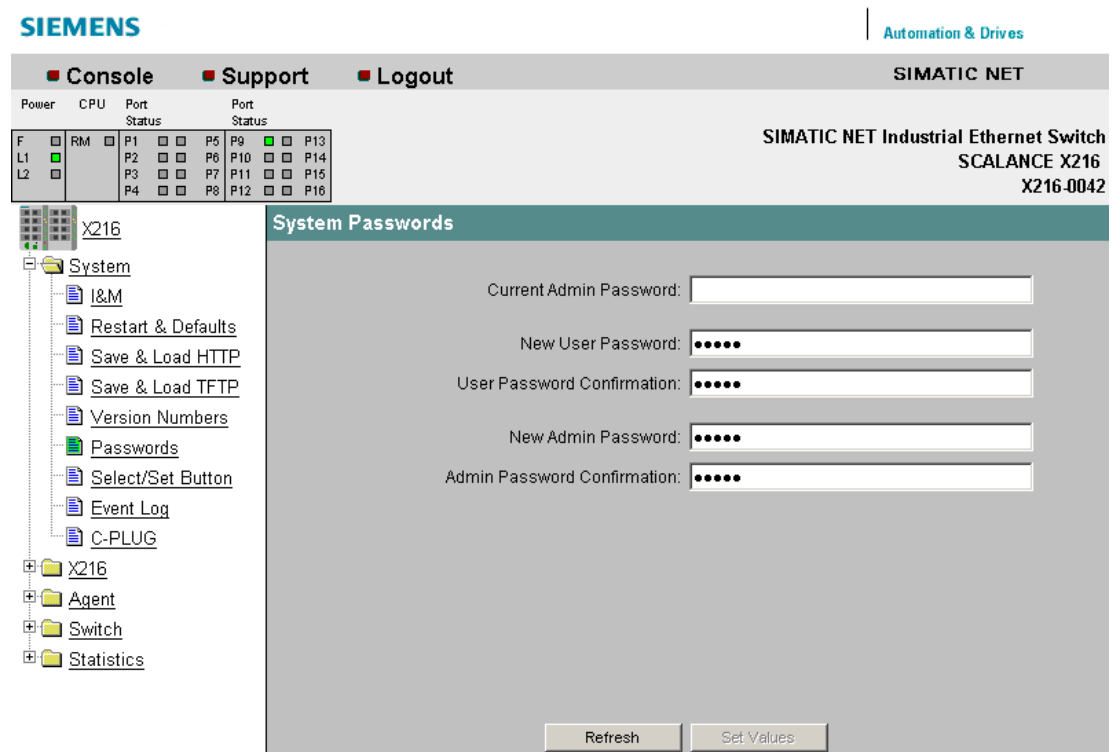 SIEMENS
Automation & Drives
Console Support Logout SIMATIC NET
Power CPU Port Status Port Status
F RM P1 P5 P9 P13
L1 P2 P6 P10 P14
L2 P3 P7 P11 P15
P4 P8 P12 P16
SIMATIC NET Industrial Ethernet Switch
SCALANCE X216
X216-0042
X216
System
I&M
Restart & Defaults
Save & Load HTTP
Save & Load TFTP
Version Numbers
Passwords
Select/Set Button
Event Log
C-PLUG
X216
Agent
Switch
Statistics
System Passwords
Current Admin Password:
New User Password: •••••
User Password Confirmation: •••••
New Admin Password: •••••
Admin Password Confirmation: •••••
Refresh Set Values